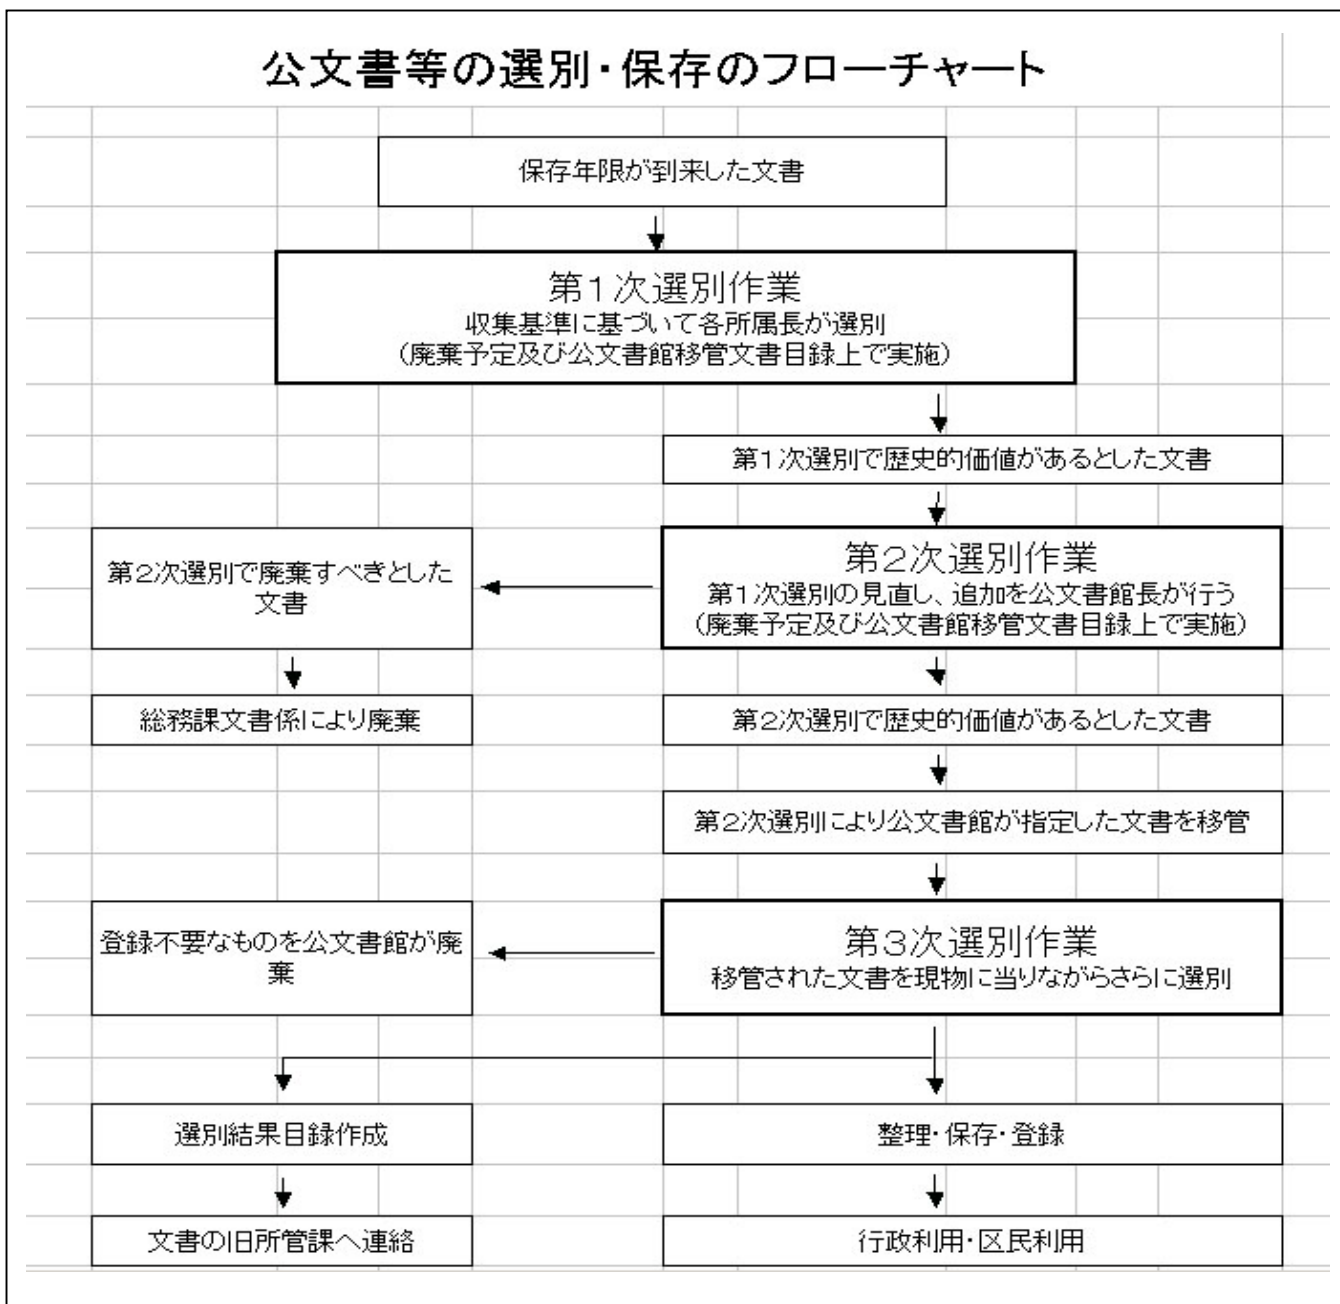 公文書等の選別・保存のフローチャート
保存年限が到来した文書
第１次選別作業
収集基準に基づいて各所属長が選別
（廃棄予定及び公文書館移管文書目録上で実施）
第１次選別で歴史的価値があるとした文書
第２次選別作業
第１次選別の見直し、追加を公文書館長が行う
（廃棄予定及び公文書館移管文書目録上で実施）
第２次選別で廃棄すべきとした
文書
総務課文書係により廃棄
第２次選別で歴史的価値があるとした文書
第２次選別により公文書館が指定した文書を移管
第３次選別作業
移管された文書を現物に当りながらさらに選別
登録不要なものを公文書館が廃
棄
選別結果目録作成
整理・保存・登録
文書の旧所管課へ連絡
行政利用・区民利用